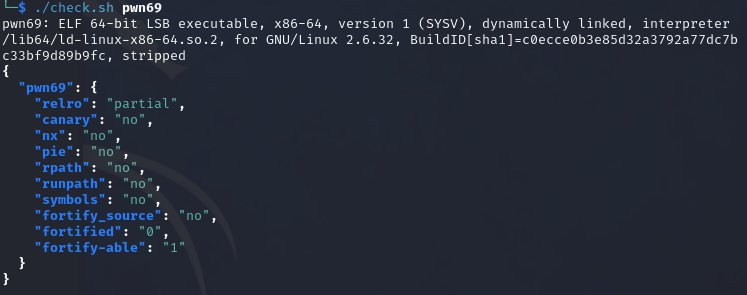 └─$ ./check.sh pwn69
pwn69: ELF 64-bit LSB executable, x86-64, version 1 (SYSV), dynamically linked, interpreter
/lib64/ld-linux-x86-64.so.2, for GNU/Linux 2.6.32, BuildID[sha1]=c0ecce0b3e85d32a3792a77dc7b
c33bf9d89b9fc, stripped
{
  "pwn69": {
    "relro": "partial",
    "canary": "no",
    "nx": "no",
    "pie": "no",
    "rpath": "no",
    "runpath": "no",
    "symbols": "no",
    "fortify_source": "no",
    "fortified": "0",
    "fortify-able": "1"
  }
}